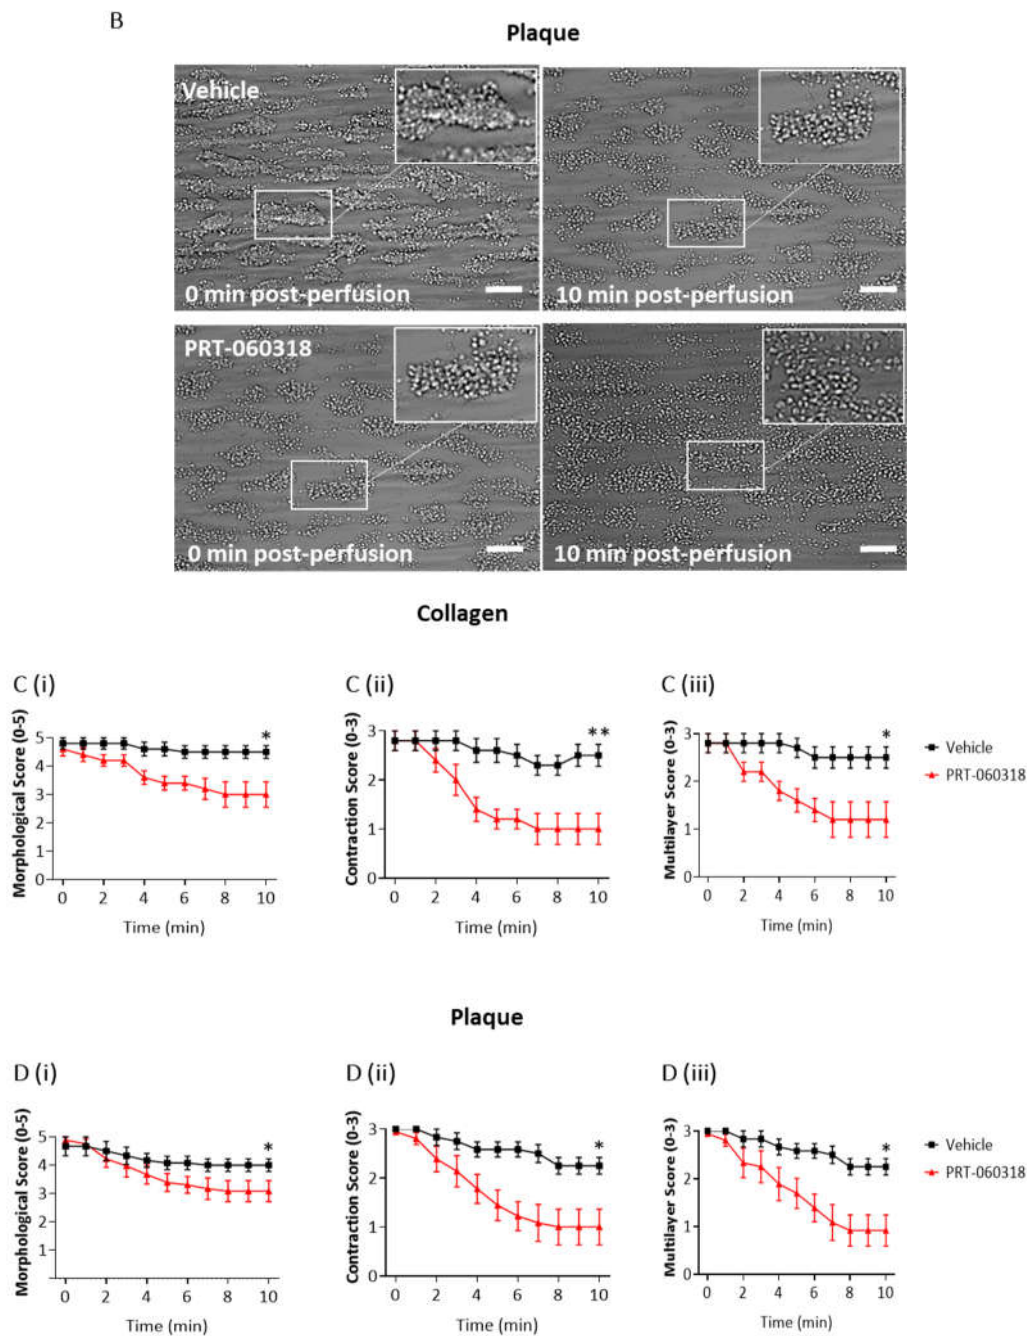 B
Plaque
Vehicle
0 min post-perfusion
10 min post-perfusion
PRT-060318
0 min post-perfusion
10 min post-perfusion
Collagen
C (i)
Morphological Score (0-5)
5
4
3
2
1
0
*
0 2 4 6 8 10
Time (min)
C (ii)
Contraction Score (0-3)
3
2
1
0
**
0 2 4 6 8 10
Time (min)
C (iii)
Multilayer Score (0-3)
3
2
1
0
*
0 2 4 6 8 10
Time (min)
Vehicle
PRT-060318
Plaque
D (i)
Morphological Score (0-5)
5
4
3
2
1
*
0 2 4 6 8 10
Time (min)
D (ii)
Contraction Score (0-3)
3
2
1
0
*
0 2 4 6 8 10
Time (min)
D (iii)
Multilayer Score (0-3)
3
2
1
0
*
0 2 4 6 8 10
Time (min)
Vehicle
PRT-060318